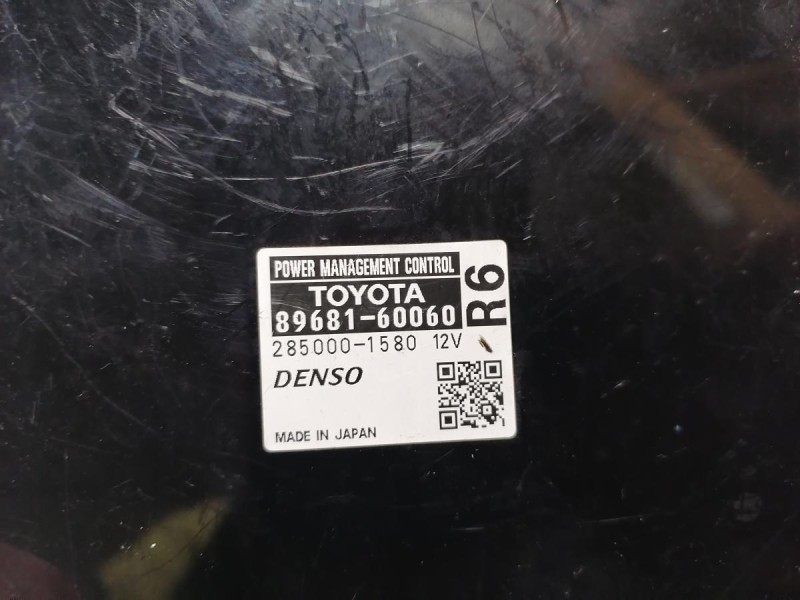 POWER MANAGEMENT CONTROL
TOYOTA
89681-60060
R6
285000-1580 12V
DENSO
MADE IN JAPAN